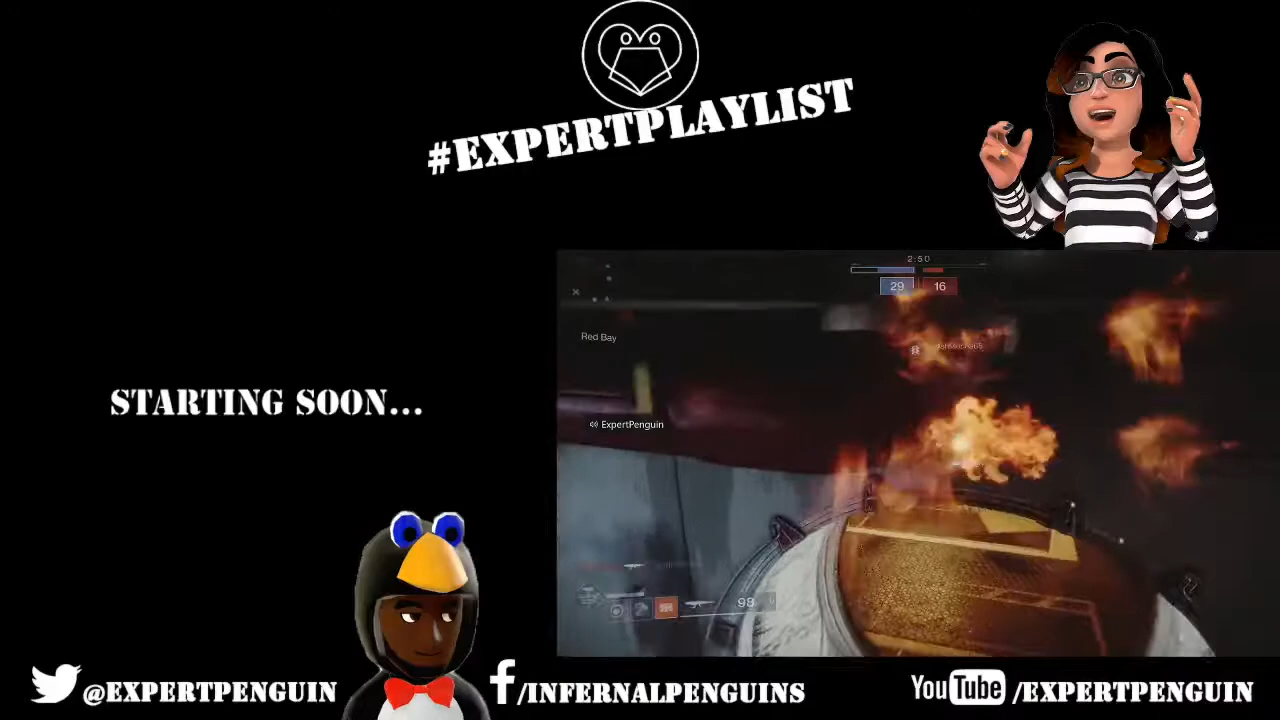 #EXPERTPLAYLIST
2:50
29 16
Red Bay
ExpertPenguin
STARTING SOON...
98
@EXPERTPENGUIN
f/INFERNALPENGUINS
YouTube /EXPERTPENGUIN